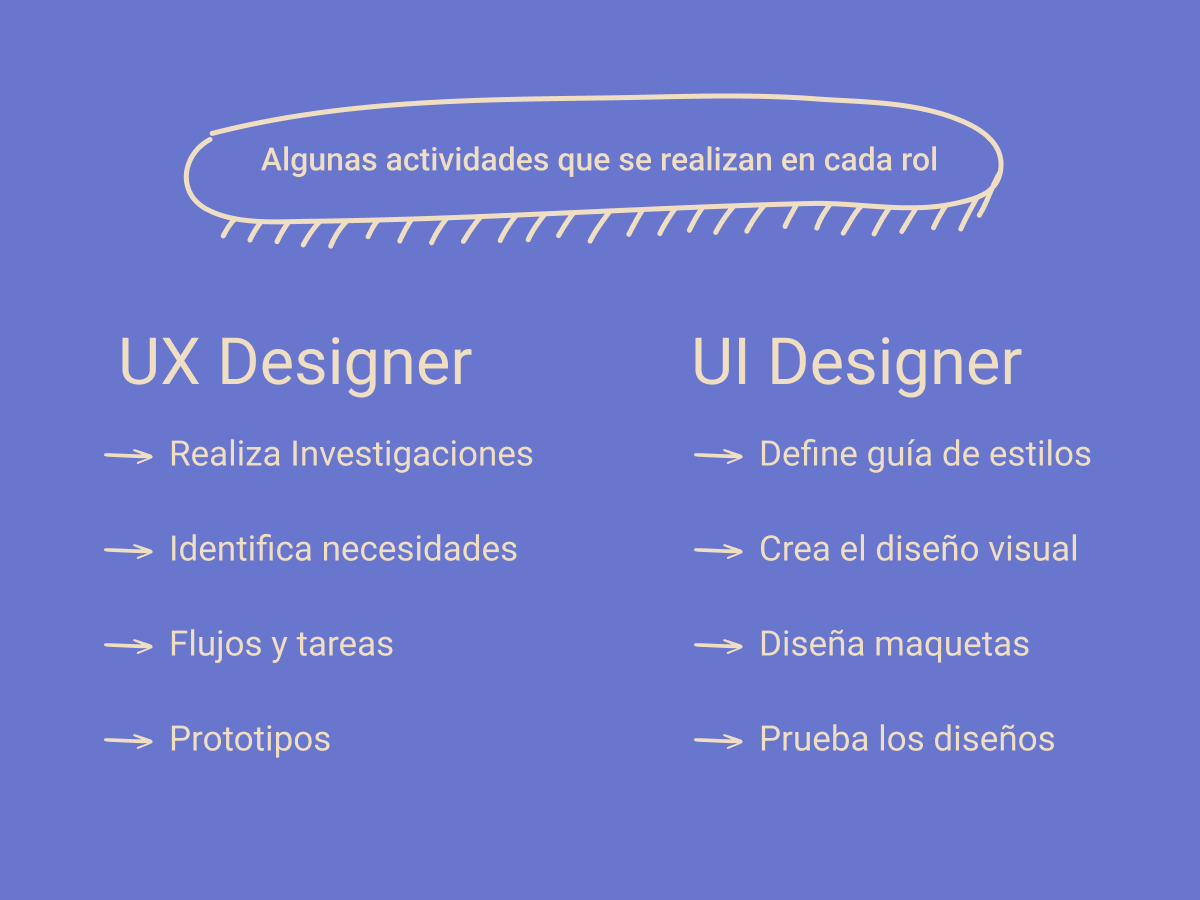 Algunas actividades que se realizan en cada rol
UX Designer
Realiza Investigaciones
Identifica necesidades
Flujos y tareas
Prototipos
UI Designer
Define guía de estilos
Crea el diseño visual
Diseña maquetas
Prueba los diseños